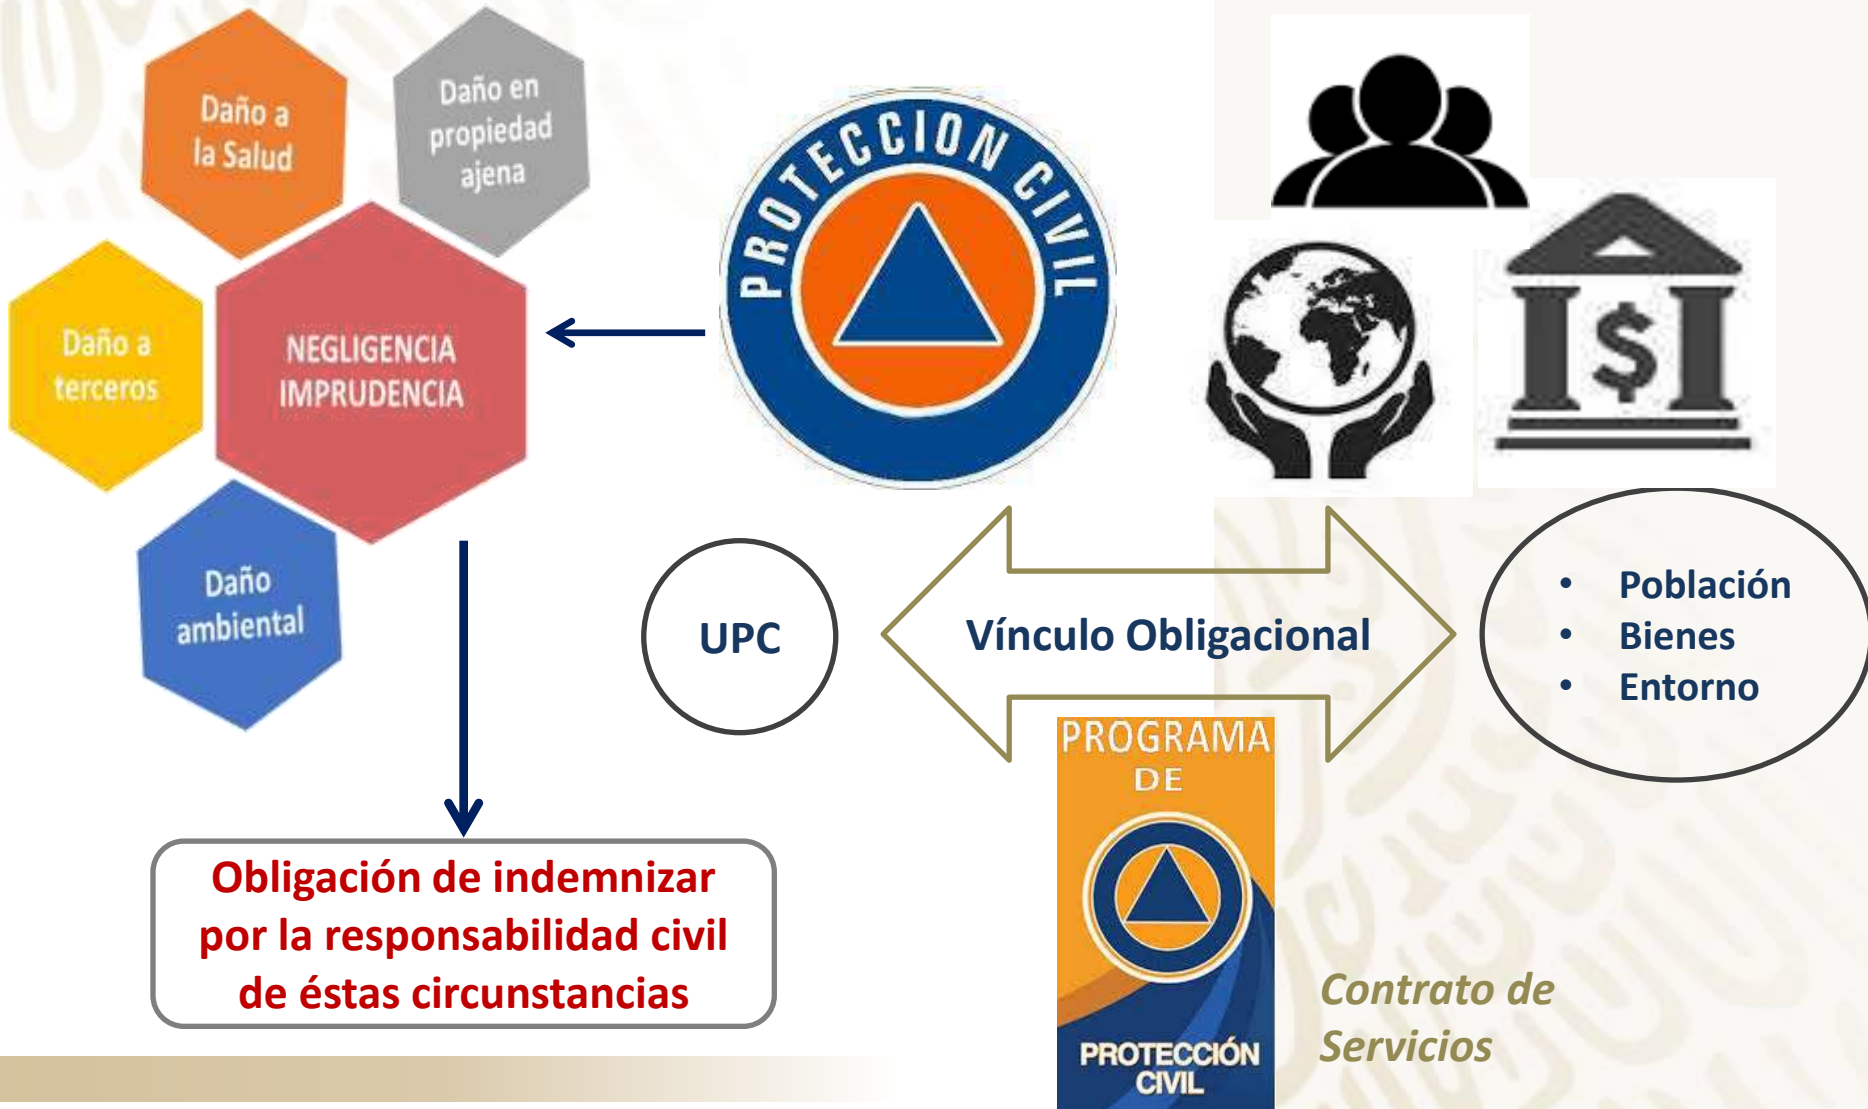 Daño a
la Salud
Daño en
propiedad
ajena
Daño a
terceros
NEGLIGENCIA
IMPRUDENCIA
Daño
ambiental
PROTECCION CIVIL
UPC
Vínculo Obligacional
• Población
• Bienes
• Entorno
$
PROGRAMA
DE
PROTECCIÓN
CIVIL
Contrato de
Servicios
Obligación de indemnizar
por la responsabilidad civil
de éstas circunstancias